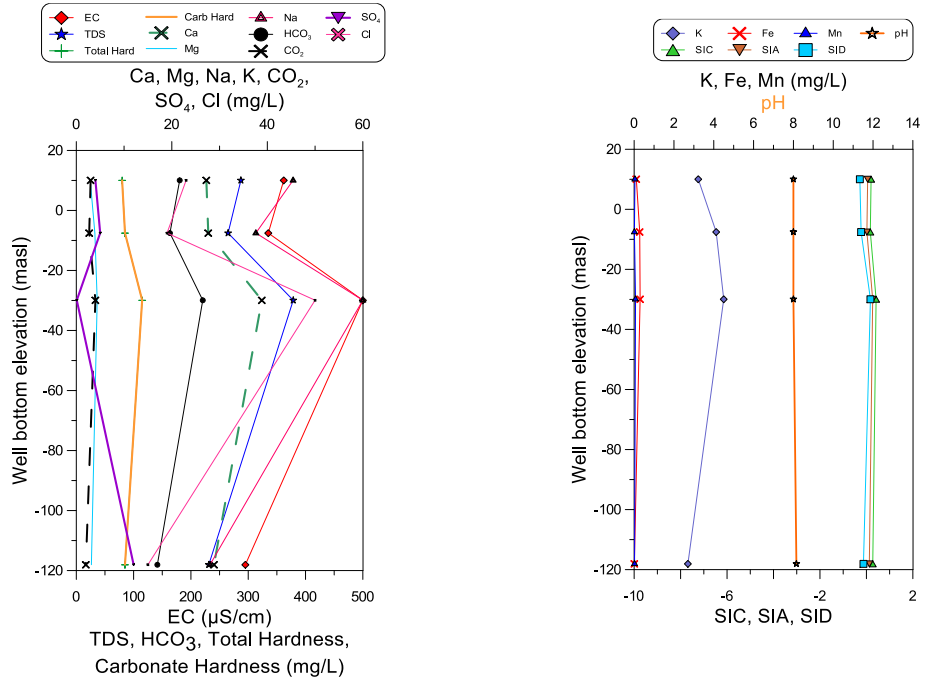 EC
Carb Hard
Na
SO₄
TDS
Ca
HCO₃
Cl
Total Hard
Mg
CO₂
Ca, Mg, Na, K, CO₂,
SO₄, Cl (mg/L)
0 20 40 60
20
0
-20
-40
-60
-80
-100
-120
Well bottom elevation (masl)
0 100 200 300 400 500
EC (µS/cm)
TDS, HCO3, Total Hardness,
Carbonate Hardness (mg/L)
K
Fe
Mn
pH
SIC
SIA
SID
K, Fe, Mn (mg/L)
pH
0 2 4 6 8 10 12 14
20
0
-20
-40
-60
-80
-100
-120
Well bottom elevation (masl)
-10 -6 -2 2
SIC, SIA, SID